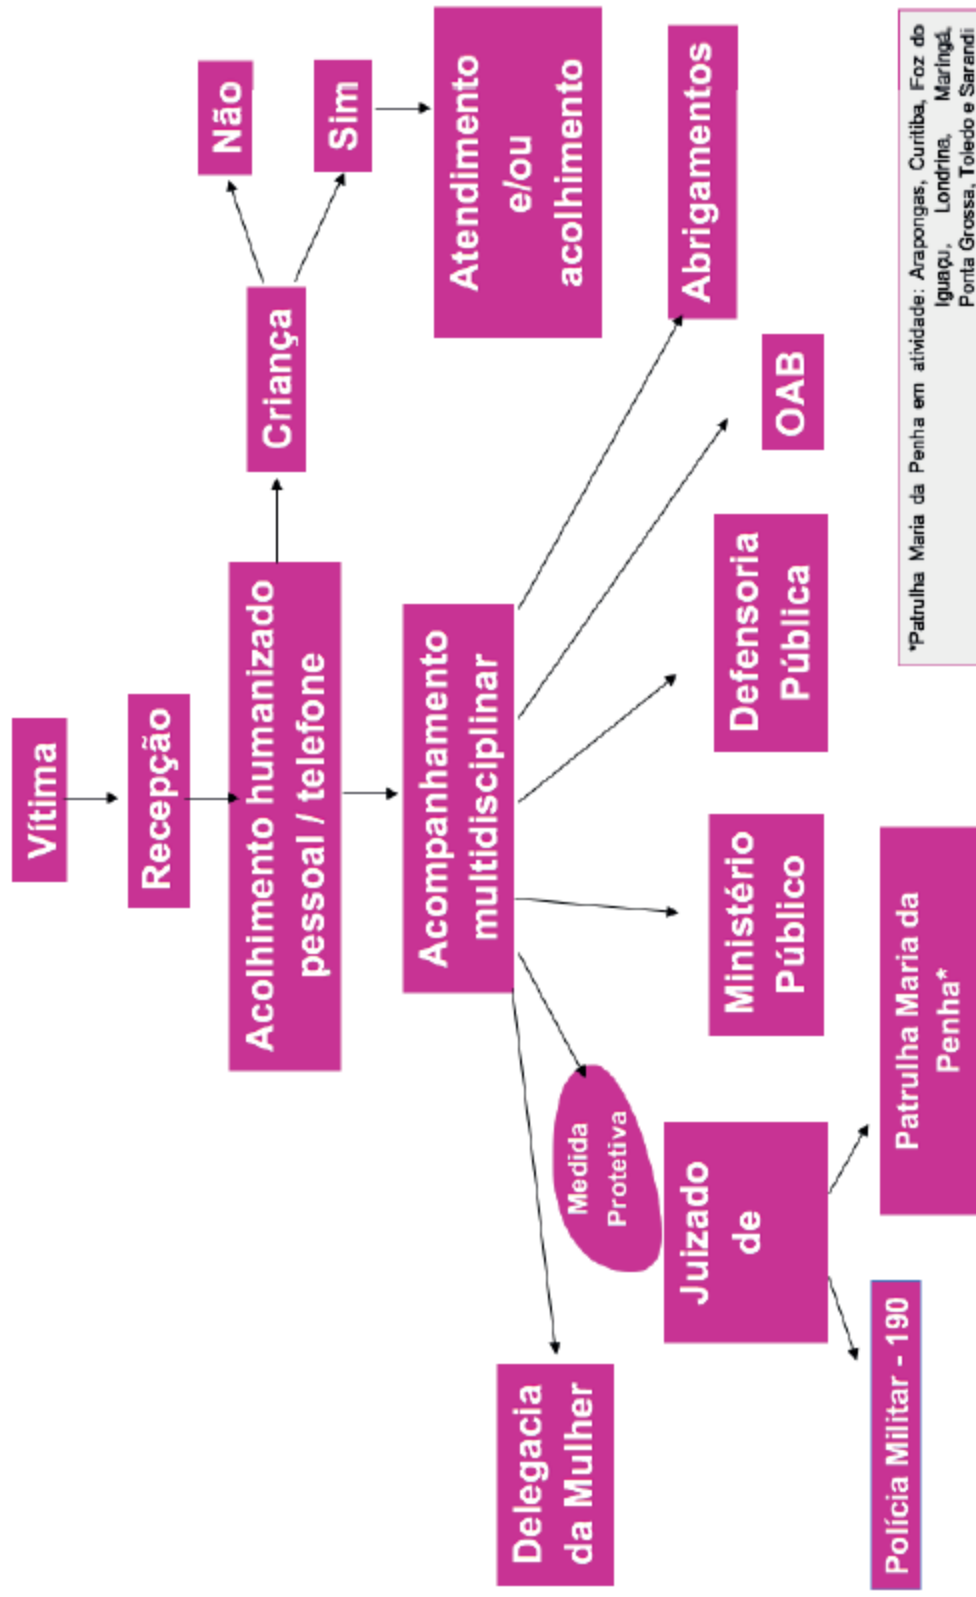 Vítima
Recepção
Acolhimento humanizado
pessoal / telefone
Criança
Não
Sim
Atendimento
e/ou
acolhimento
Acompanhamento
multidisciplinar
Delegacia
da Mulher
Medida
Protetiva
Juizado
de
Ministério
Público
Defensoria
Pública
OAB
Abrigamentos
Polícia Militar - 190
Patrulha Maria da
Penha*
*Patrulha Maria da Penha em atividade: Arapongas, Curitiba, Foz do
Iguaçu, Londrina, Maringá,
Ponta Grossa, Toledo e Sarandi